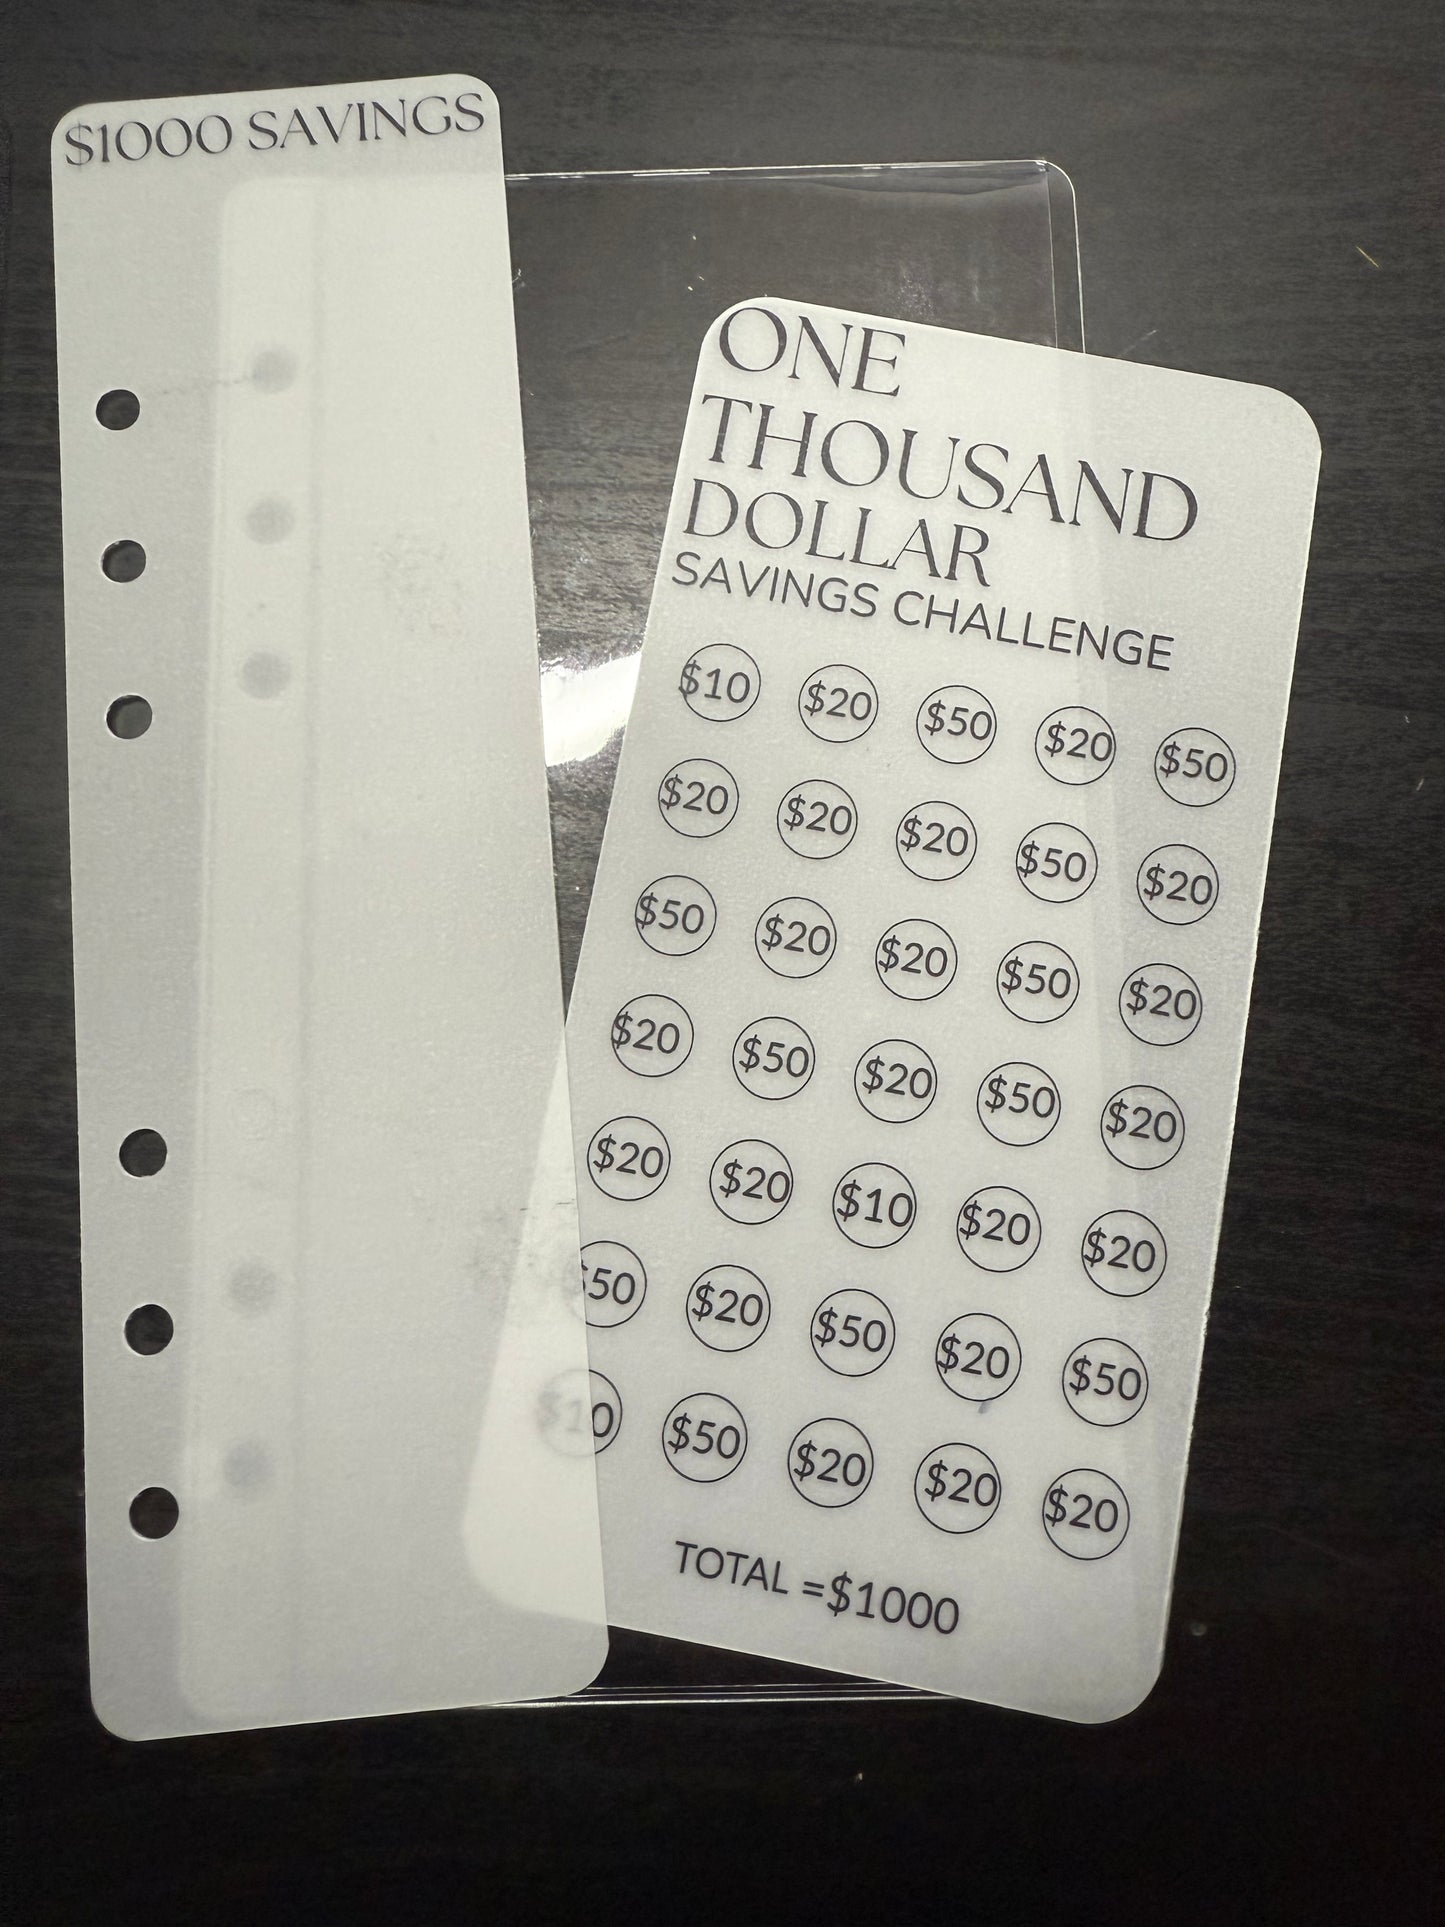 $1000 SAVINGS
ONE
THOUSAND
DOLLAR
SAVINGS CHALLENGE
$10 $20 $50 $20 $50
$20 $20 $20 $50 $20
$50 $20 $20 $50 $20
$20 $50 $20 $50 $20
$20 $20 $10 $20 $20
$50 $20 $50 $20 $50
$10 $50 $20 $20 $20
TOTAL =$1000